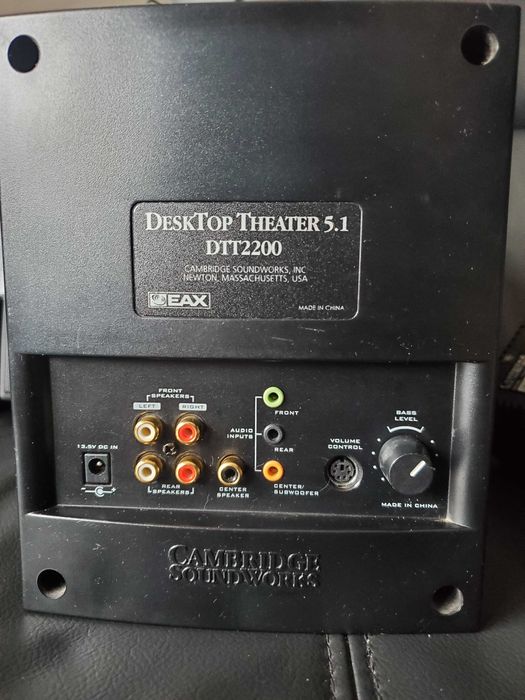 DESKTOP THEATER 5.1
DTT2200
CAMBRIDGE SOUNDWORKS, INC
NEWTON, MASSACHUSETTS, USA
EAX
MADE IN CHINA
FRONT
SPEAKERS
LEFT
RIGHT
FRONT
BASS
LEVEL
AUDIO
INPUTS
REAR
VOLUME
CONTROL
13.5V DC IN
REAR
SPEAKERS
CENTER
SPEAKER
CENTER/
SUBWOOFER
MADE IN CHINA
CAMBRIDGE
SOUNDWORKS